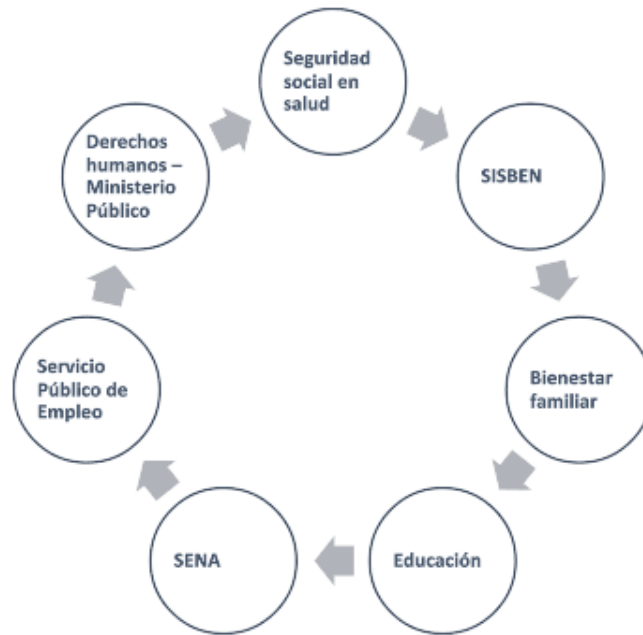 Seguridad
social en
salud
SISBEN
Bienestar
familiar
Educación
SENA
Servicio
Público de
Empleo
Derechos
humanos –
Ministerio
Público